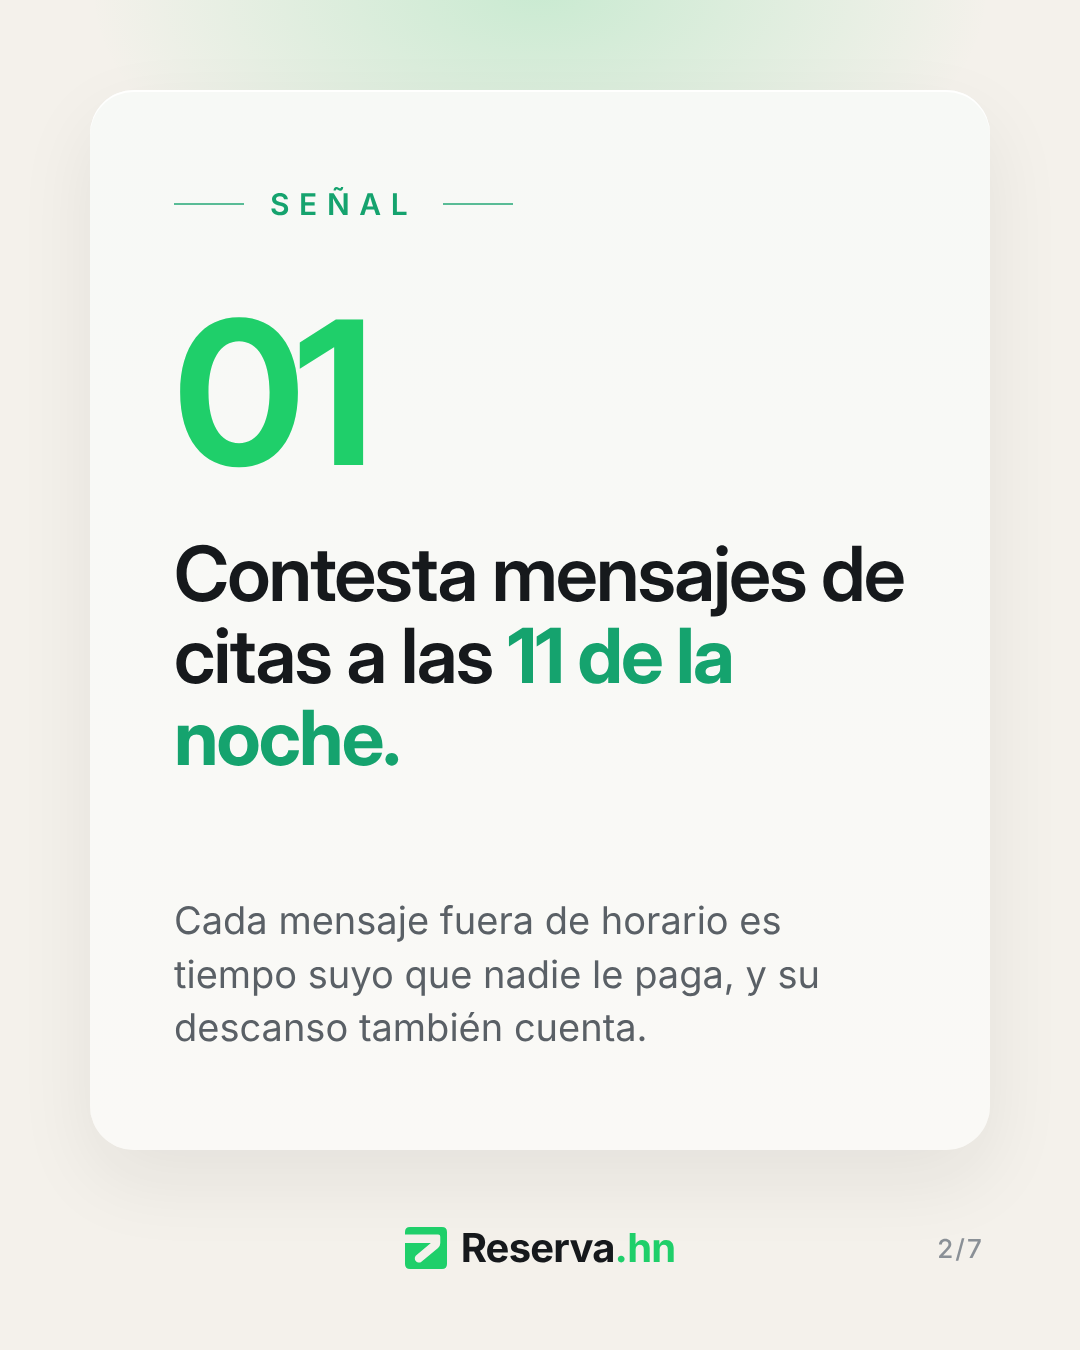 SEÑAL
01
Contesta mensajes de
citas a las 11 de la
noche.
Cada mensaje fuera de horario es
tiempo suyo que nadie le paga, y su
descanso también cuenta.
Reserva.hn
2/7